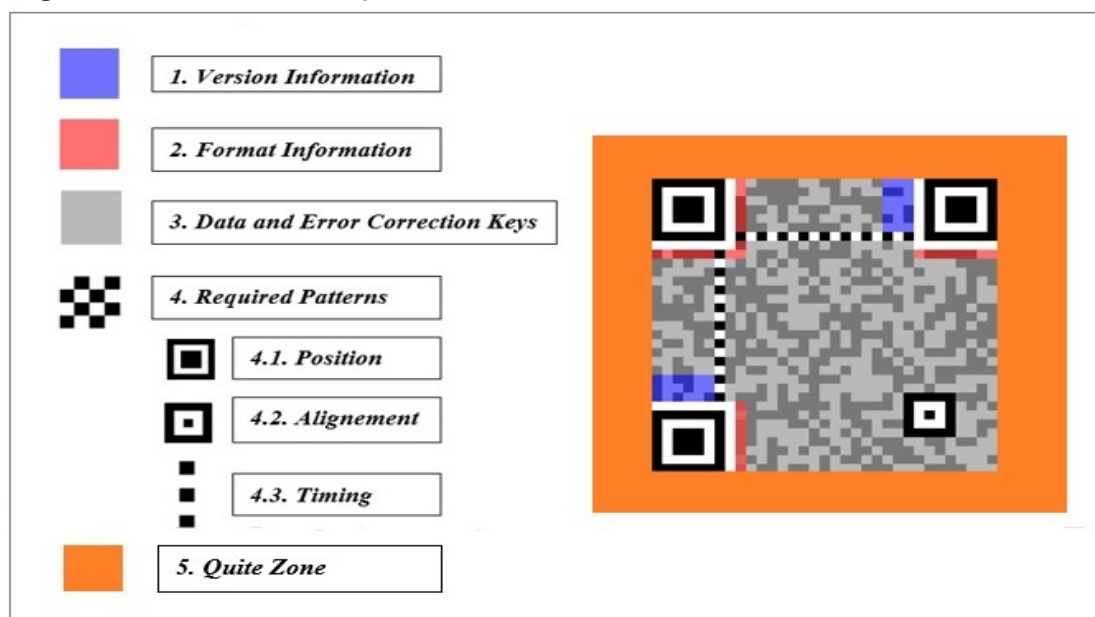 1. Version Information
2. Format Information
3. Data and Error Correction Keys
4. Required Patterns
4.1. Position
4.2. Alignement
4.3. Timing
5. Quite Zone